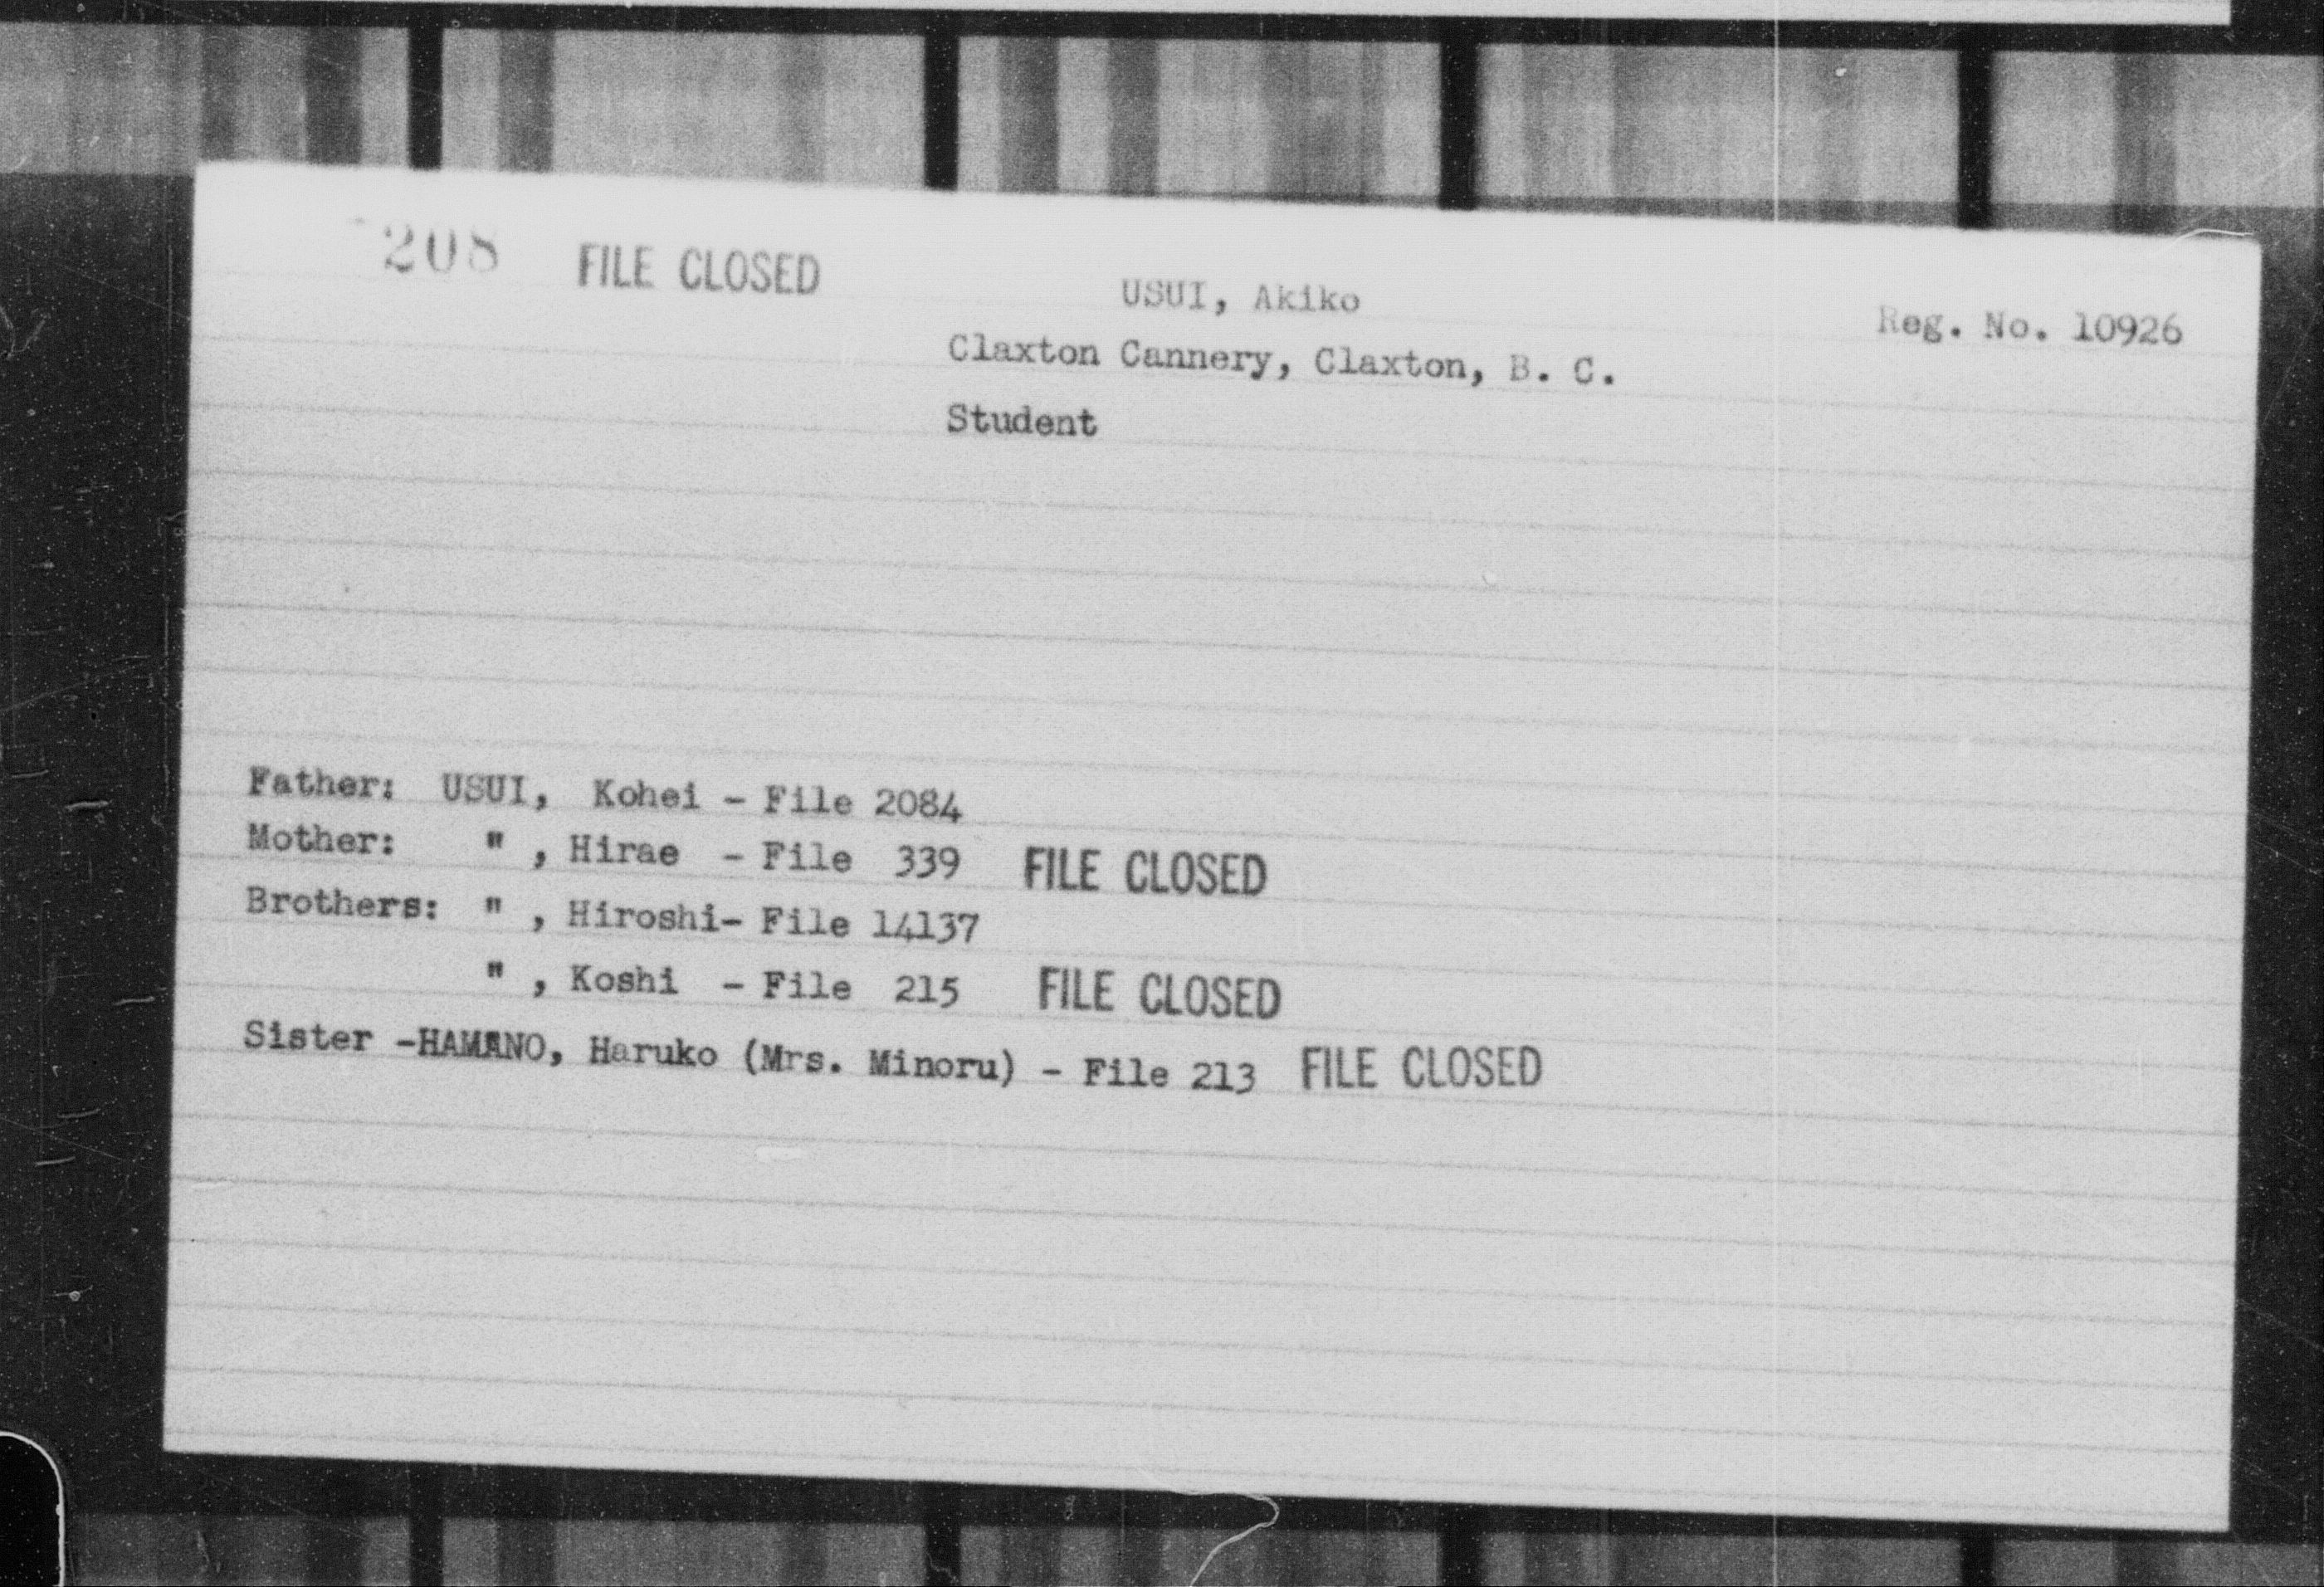 208 FILE CLOSED
USUI, Akiko
Reg. No. 10926
Claxton Cannery, Claxton, B. C.
Student
Father: USUI, Kohei - File 2084
Mother: " , Hirae - File 339 FILE CLOSED
Brothers: " , Hiroshi- File 14137
" , Koshi - File 215 FILE CLOSED
Sister -HAMANO, Haruko (Mrs. Minoru) - File 213 FILE CLOSED